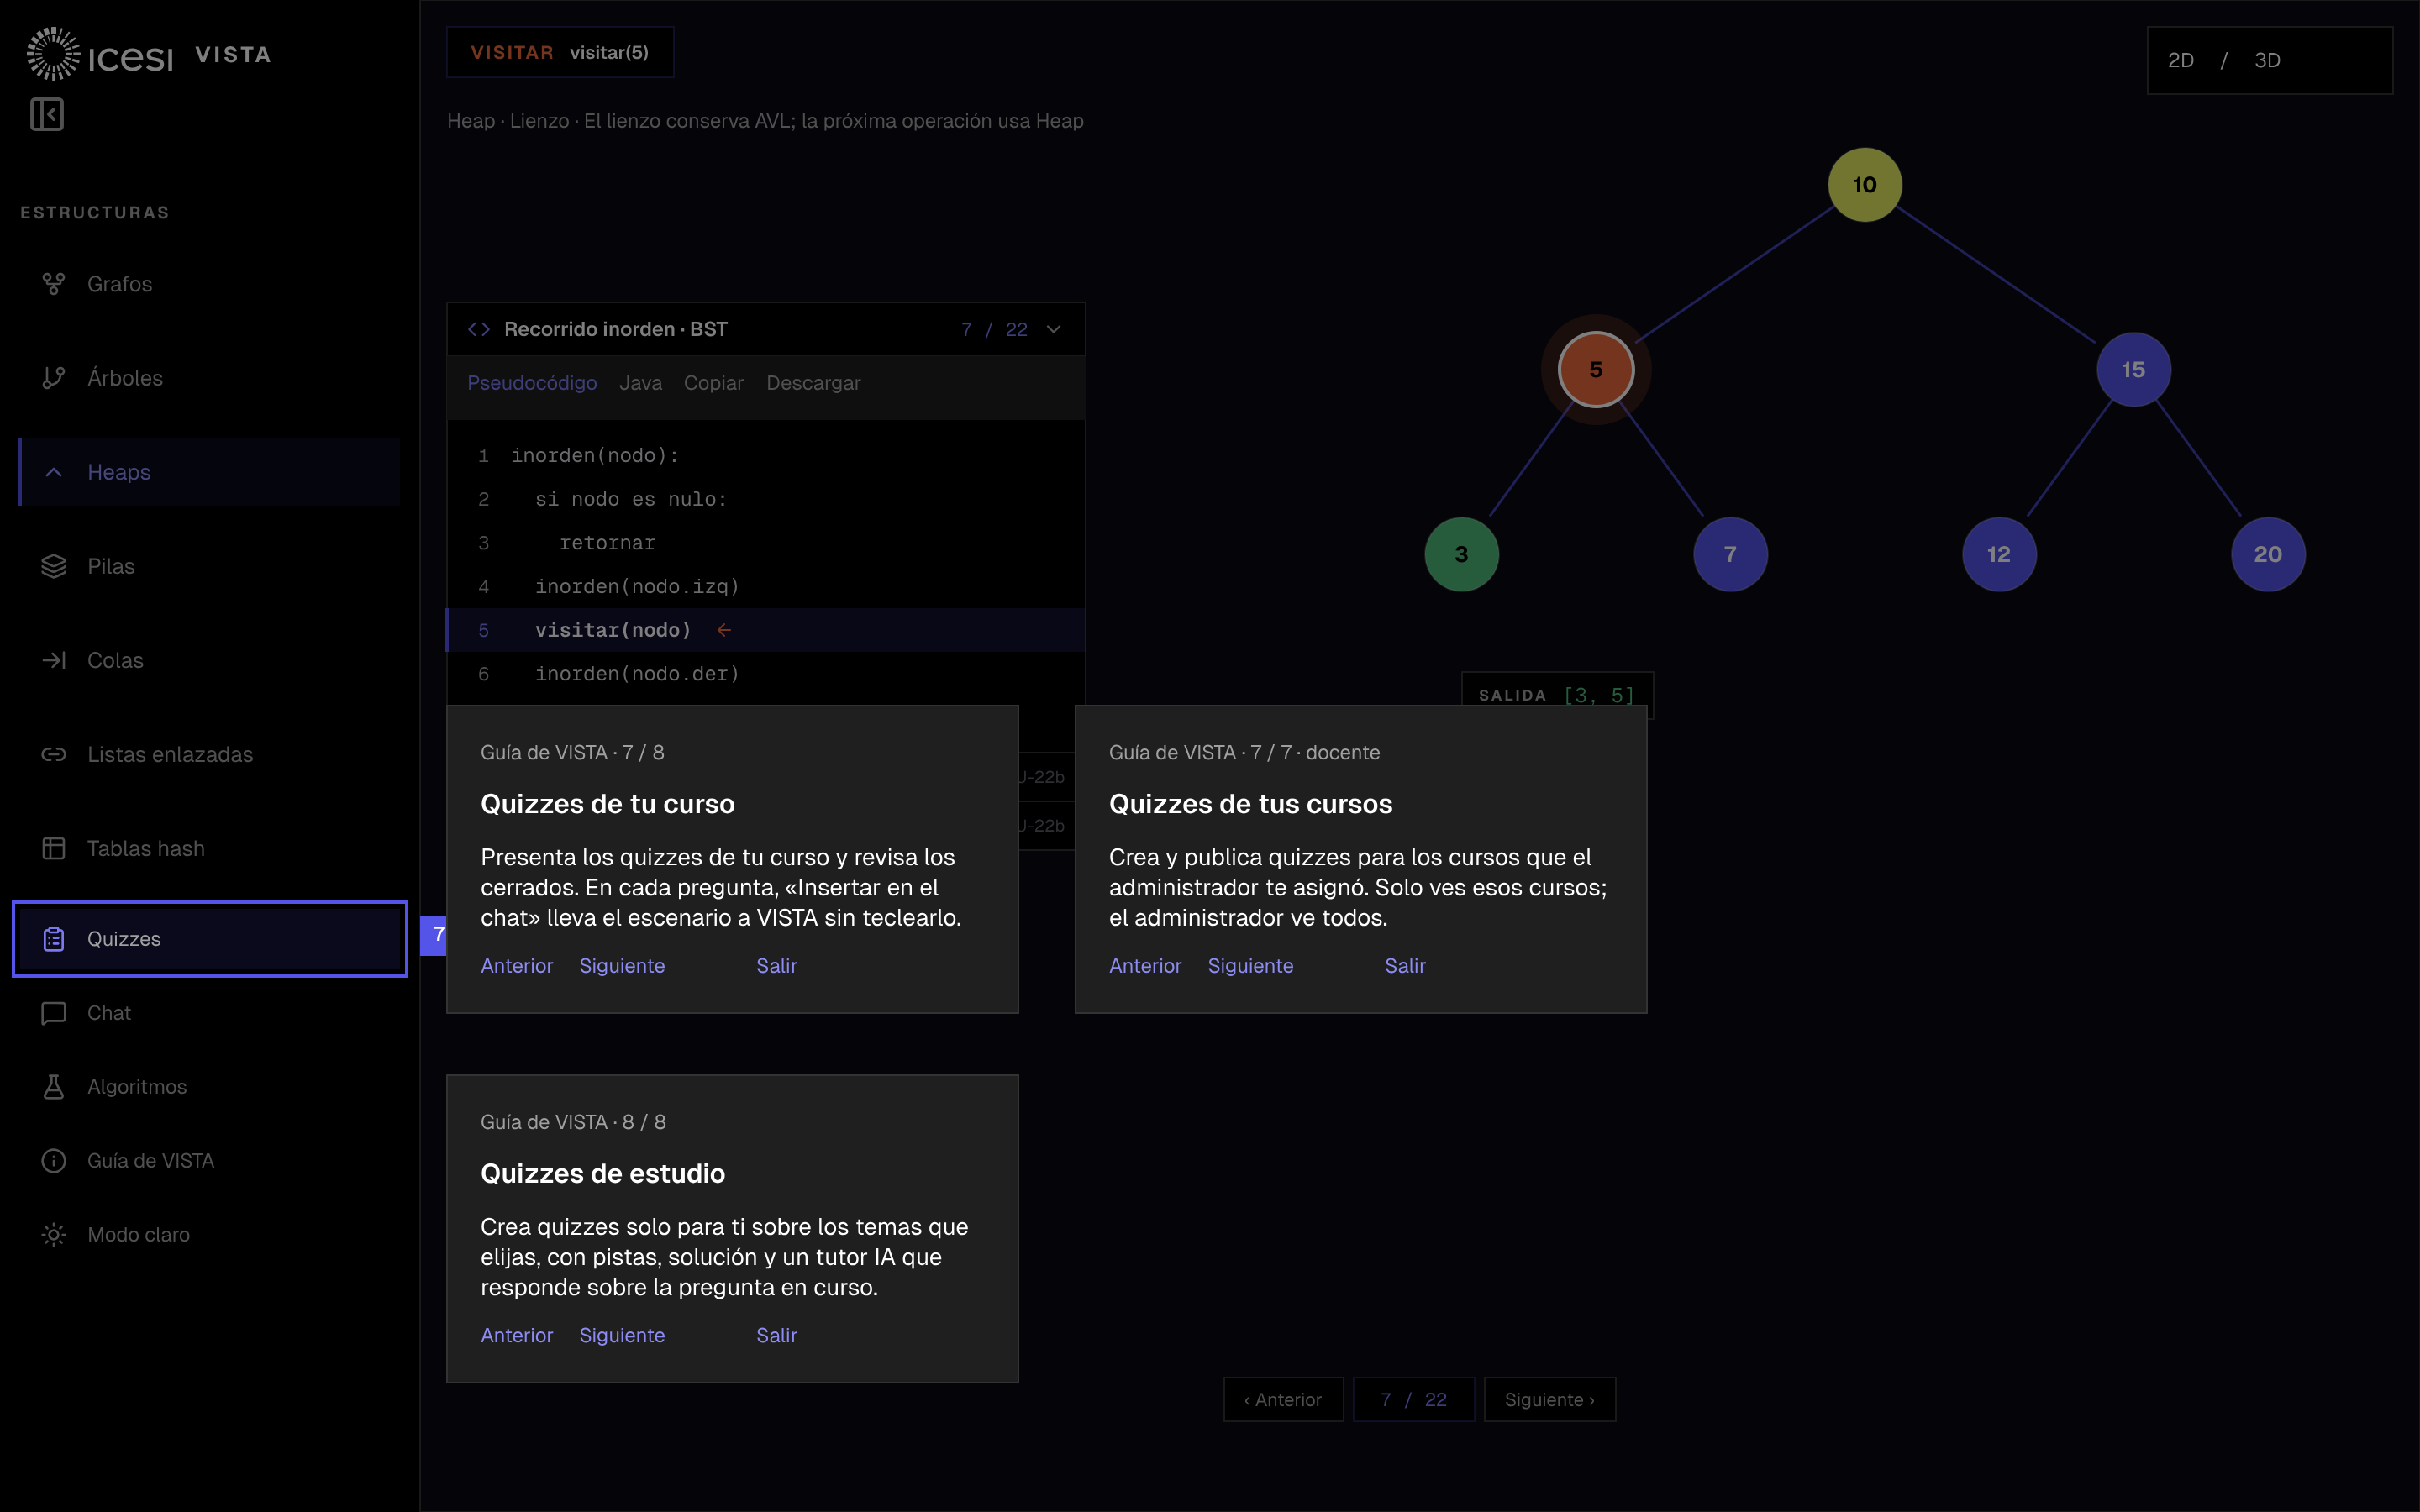 icesi VISTA
ESTRUCTURAS
Grafos
Árboles
Heaps
Pilas
Colas
Listas enlazadas
Tablas hash
Quizzes
Chat
Algoritmos
Guía de VISTA
Modo claro
VISITAR visitar(5)
2D / 3D
Heap · Lienzo · El lienzo conserva AVL; la próxima operación usa Heap
Recorrido inorden · BST 7 / 22
Pseudocódigo Java Copiar Descargar
1 inorden(nodo):
2 si nodo es nulo:
3 retornar
4 inorden(nodo.izq)
5 visitar(nodo) ←
6 inorden(nodo.der)
10
5
15
3
7
12
20
SALIDA [3, 5]
7
Guía de VISTA · 7 / 8
Quizzes de tu curso
Presenta los quizzes de tu curso y revisa los
cerrados. En cada pregunta, «Insertar en el
chat» lleva el escenario a VISTA sin teclearlo.
Anterior Siguiente Salir
-22b
-22b
Guía de VISTA · 7 / 7 · docente
Quizzes de tus cursos
Crea y publica quizzes para los cursos que el
administrador te asignó. Solo ves esos cursos;
el administrador ve todos.
Anterior Siguiente Salir
Guía de VISTA · 8 / 8
Quizzes de estudio
Crea quizzes solo para ti sobre los temas que
elijas, con pistas, solución y un tutor IA que
responde sobre la pregunta en curso.
Anterior Siguiente Salir
‹ Anterior 7 / 22 Siguiente ›